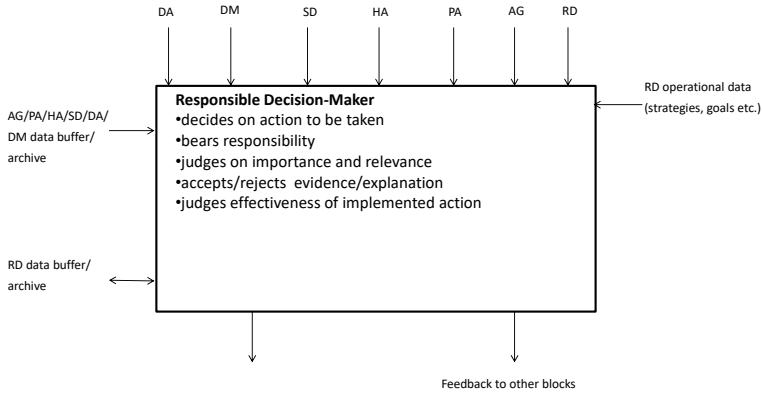 DA DM SD HA PA AG RD
RD operational data
(strategies, goals etc.)
AG/PA/HA/SD/DA/
DM data buffer/
archive
Responsible Decision-Maker
•decides on action to be taken
•bears responsibility
•judges on importance and relevance
•accepts/rejects evidence/explanation
•judges effectiveness of implemented action
RD data buffer/
archive
Feedback to other blocks